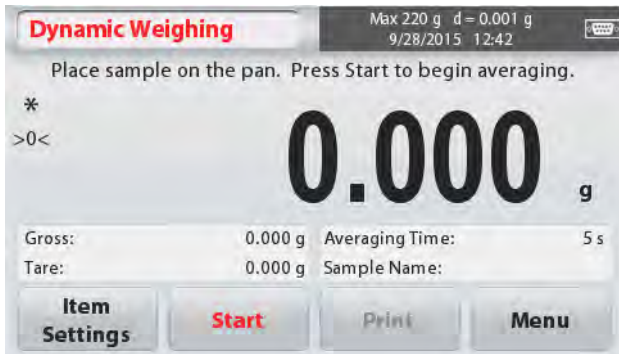 Dynamic Weighing
Max 220 g d = 0.001 g
9/28/2015 12:42
Place sample on the pan. Press Start to begin averaging.
*
>0<
0.000 g
Gross: 0.000 g Averaging Time: 5 s
Tare: 0.000 g Sample Name:
Item
Settings
Start
Print
Menu